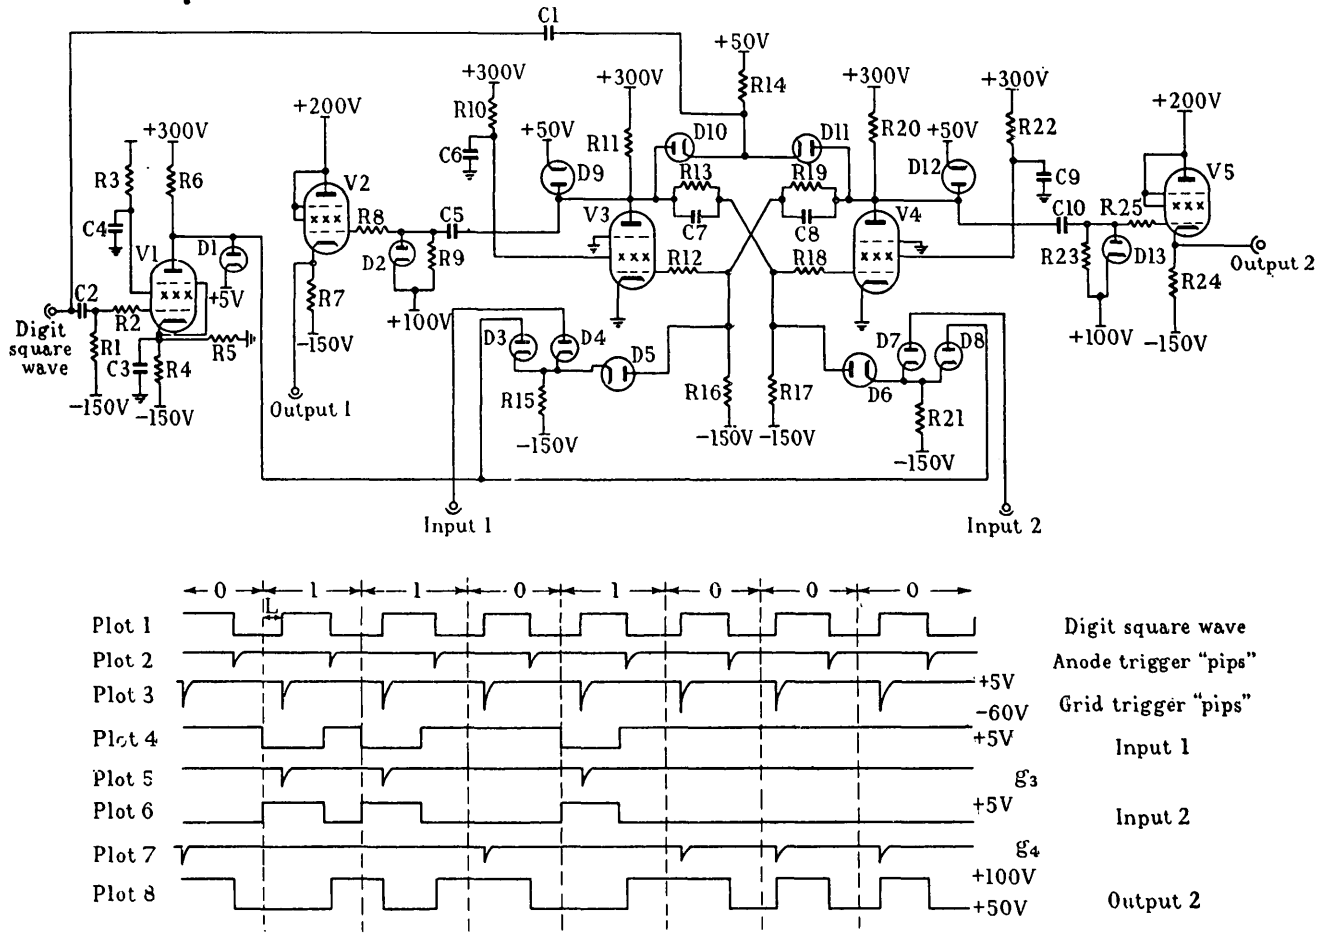 C1
+50V
R14
+300V
+300V
+300V
+300V
+200V
R10
+50V
R11
D10
D11
R20
+50V
R22
+200V
+300V
C6
D9
R13
R19
D12
C9
V5
R3
R6
V2
C4
V1
D1
R8
C5
V3
C7
C8
V4
C10
R25
D2
R9
R12
R18
R23
D13
R24
Output 2
C2
R2
xxx
+5V
R7
+100V
+100V
-150V
Digit
square
wave
R1
C3
R4
R5
-150V
D3
D4
D5
D7
D8
D6
-150V
-150V
Output 1
R15
R16
R17
R21
-150V
-150V
-150V
-150V
Input 1
Input 2
0 1 1 0 1 0 0 0
L
Plot 1 Digit square wave
Plot 2 Anode trigger "pips"
Plot 3 +5V
-60V Grid trigger "pips"
Plot 4 +5V Input 1
Plot 5 g3
Plot 6 +5V Input 2
Plot 7 g4
Plot 8 +100V
+50V Output 2